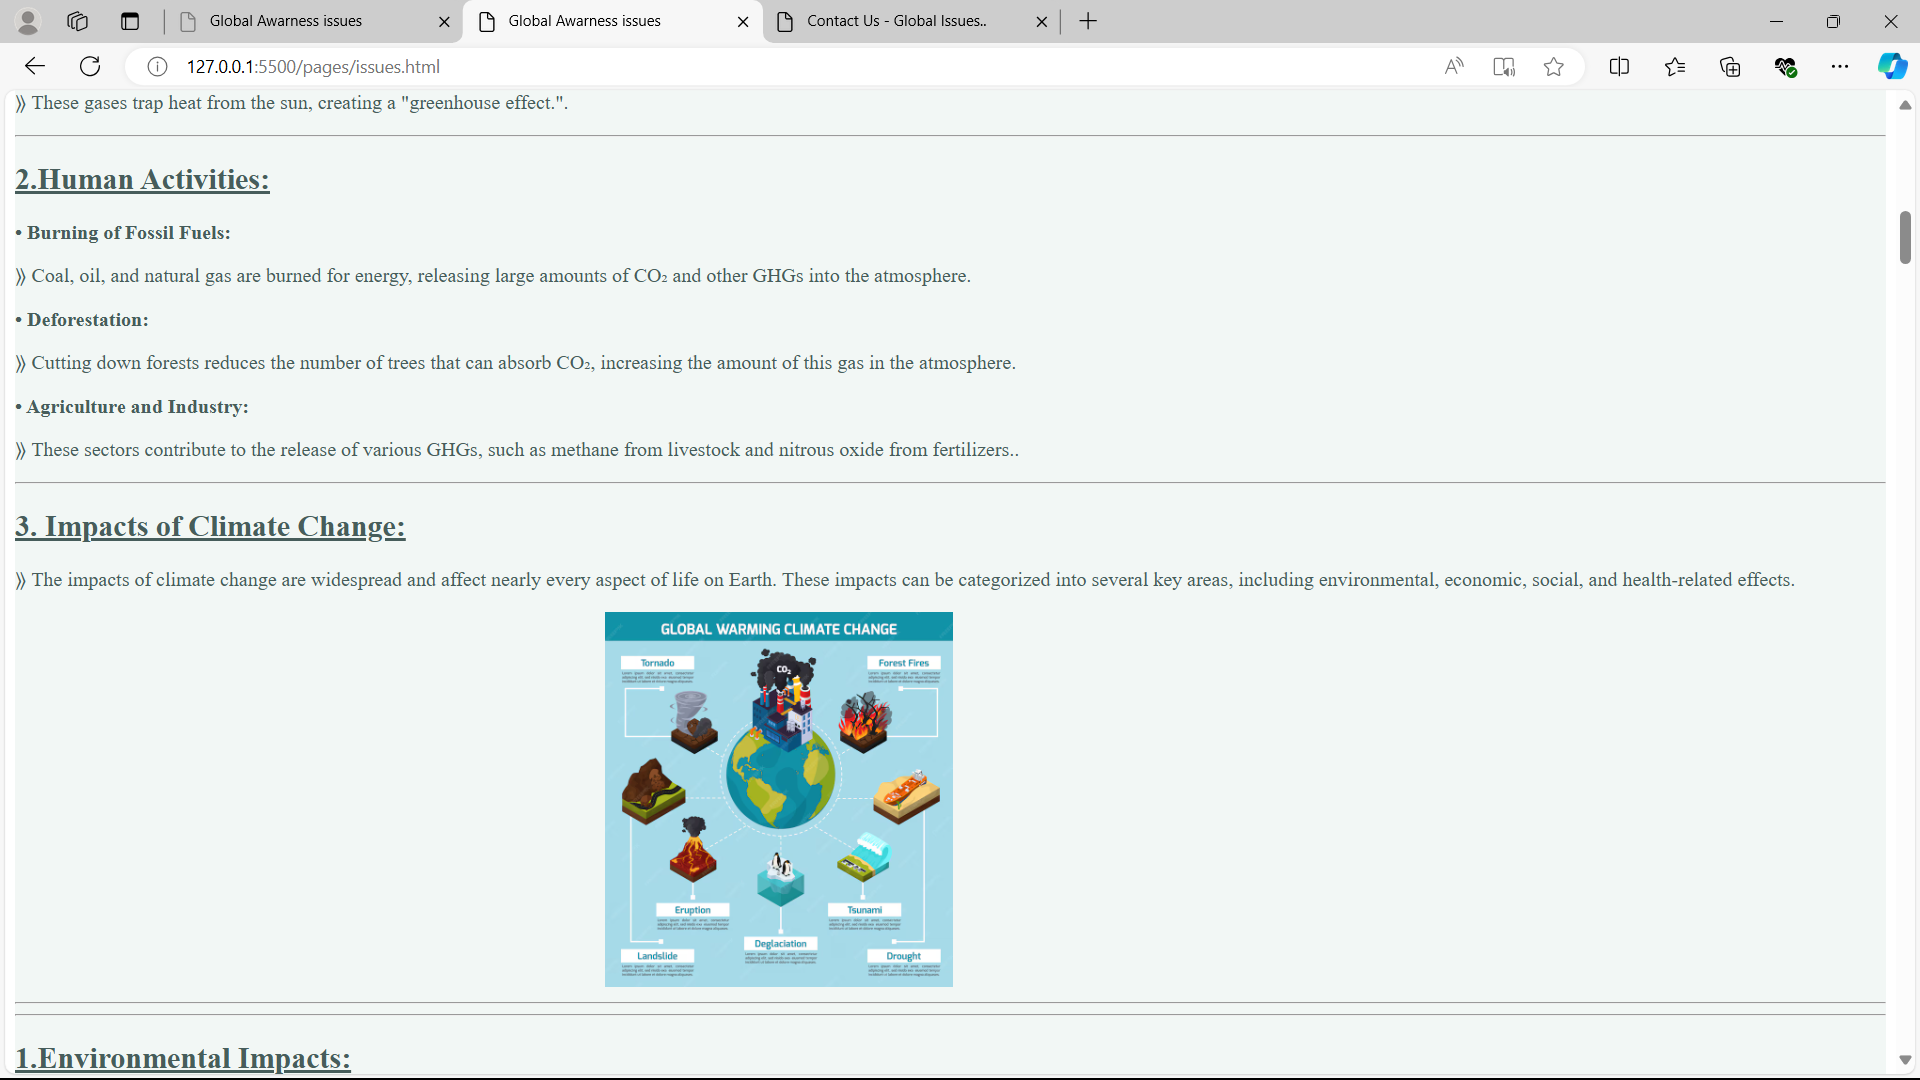 Global Awarness issues
Global Awarness issues
Contact Us - Global Issues..
127.0.0.1:5500/pages/issues.html
⟫ These gases trap heat from the sun, creating a "greenhouse effect.".
2.Human Activities:
• Burning of Fossil Fuels:
⟫ Coal, oil, and natural gas are burned for energy, releasing large amounts of CO₂ and other GHGs into the atmosphere.
• Deforestation:
⟫ Cutting down forests reduces the number of trees that can absorb CO₂, increasing the amount of this gas in the atmosphere.
• Agriculture and Industry:
⟫ These sectors contribute to the release of various GHGs, such as methane from livestock and nitrous oxide from fertilizers..
3. Impacts of Climate Change:
⟫ The impacts of climate change are widespread and affect nearly every aspect of life on Earth. These impacts can be categorized into several key areas, including environmental, economic, social, and health-related effects.
GLOBAL WARMING CLIMATE CHANGE
Tornado
CO₂
Forest Fires
Eruption
Tsunami
Deglaciation
Landslide
Drought
1.Environmental Impacts: